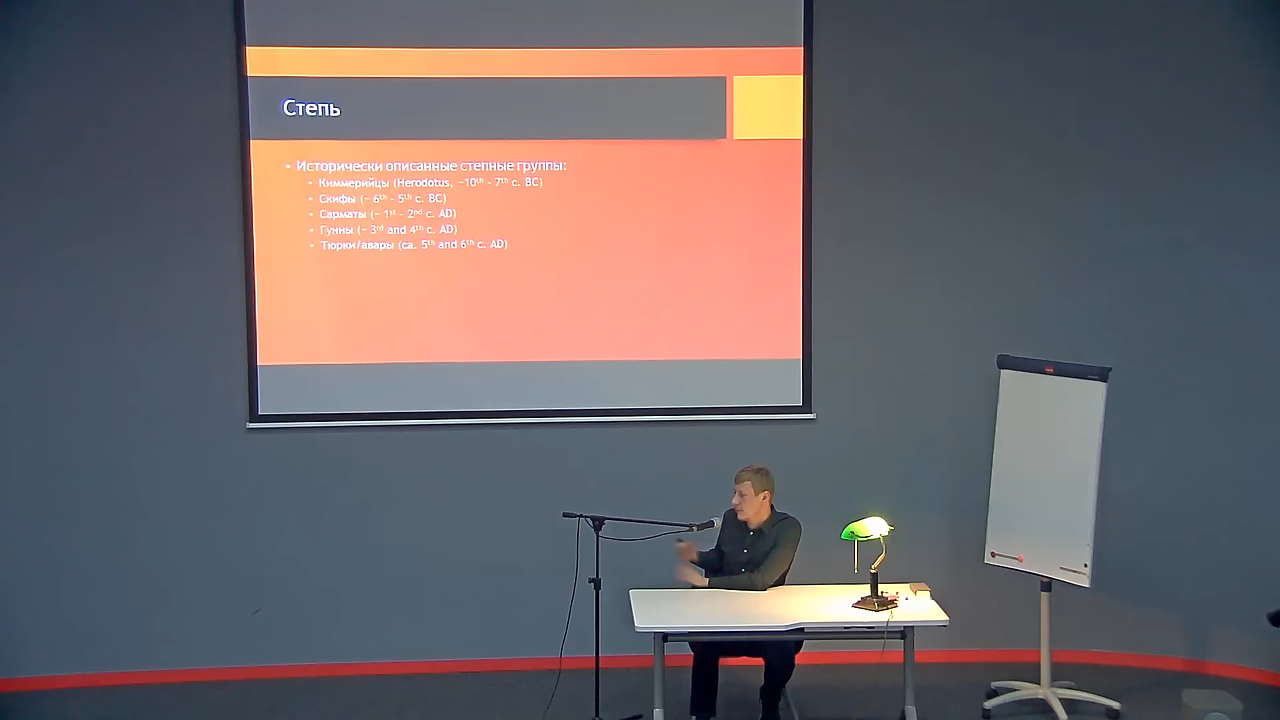 Степь
• Исторически описанные степные группы:
• Киммерийцы (Herodotus, ~10th - 7th c. BC)
• Скифы (~ 6th - 5th c. BC)
• Сарматы (~ 1st - 2nd c. AD)
• Гунны (~ 3rd and 4th c. AD)
• Тюрки/авары (ca. 5th and 6th c. AD)